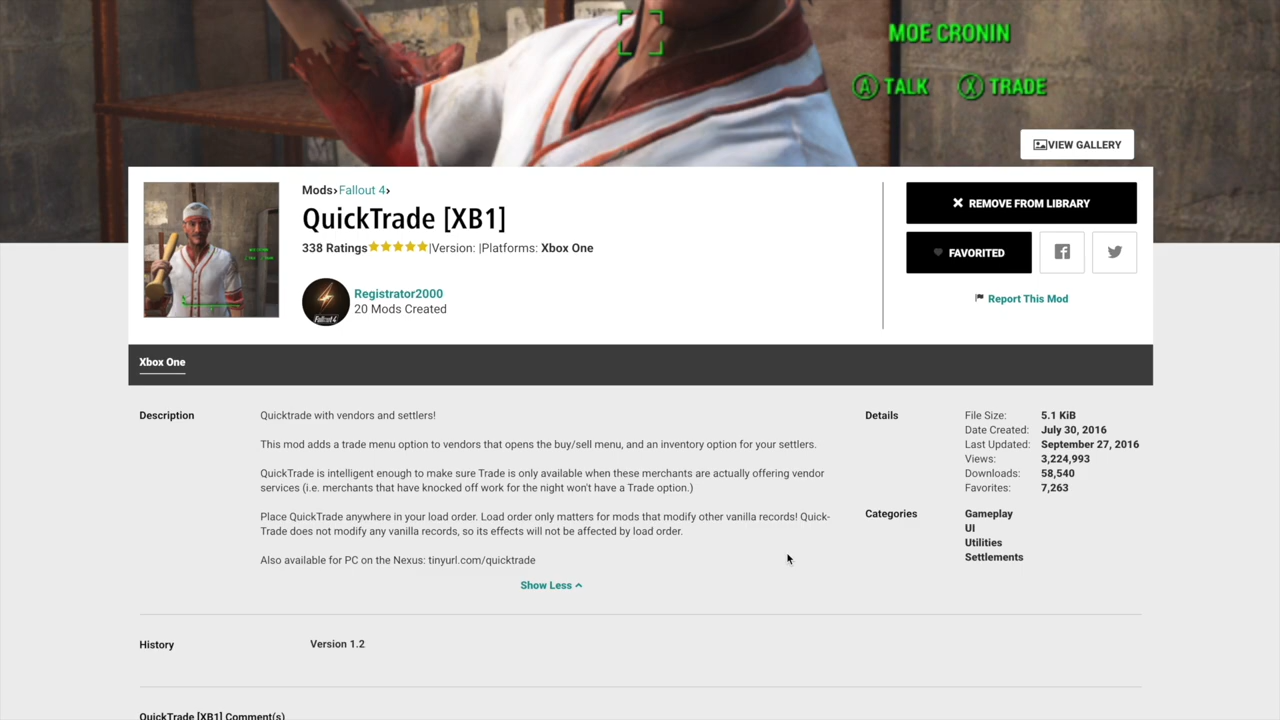 MOE CRONIN
A TALK X TRADE
VIEW GALLERY
Mods› Fallout 4›
QuickTrade [XB1]
338 Ratings ★★★★★ |Version: |Platforms: Xbox One
Registrator2000
20 Mods Created
Fallout 4
REMOVE FROM LIBRARY
FAVORITED
Report This Mod
Xbox One
Description
Quicktrade with vendors and settlers!
This mod adds a trade menu option to vendors that opens the buy/sell menu, and an inventory option for your settlers.
QuickTrade is intelligent enough to make sure Trade is only available when these merchants are actually offering vendor
services (i.e. merchants that have knocked off work for the night won't have a Trade option.)
Place QuickTrade anywhere in your load order. Load order only matters for mods that modify other vanilla records! Quick-
Trade does not modify any vanilla records, so its effects will not be affected by load order.
Also available for PC on the Nexus: tinyurl.com/quicktrade
Show Less
Details
File Size: 5.1 KiB
Date Created: July 30, 2016
Last Updated: September 27, 2016
Views: 3,224,993
Downloads: 58,540
Favorites: 7,263
Categories
Gameplay
UI
Utilities
Settlements
History
Version 1.2
QuickTrade [XB1] Comment(s)